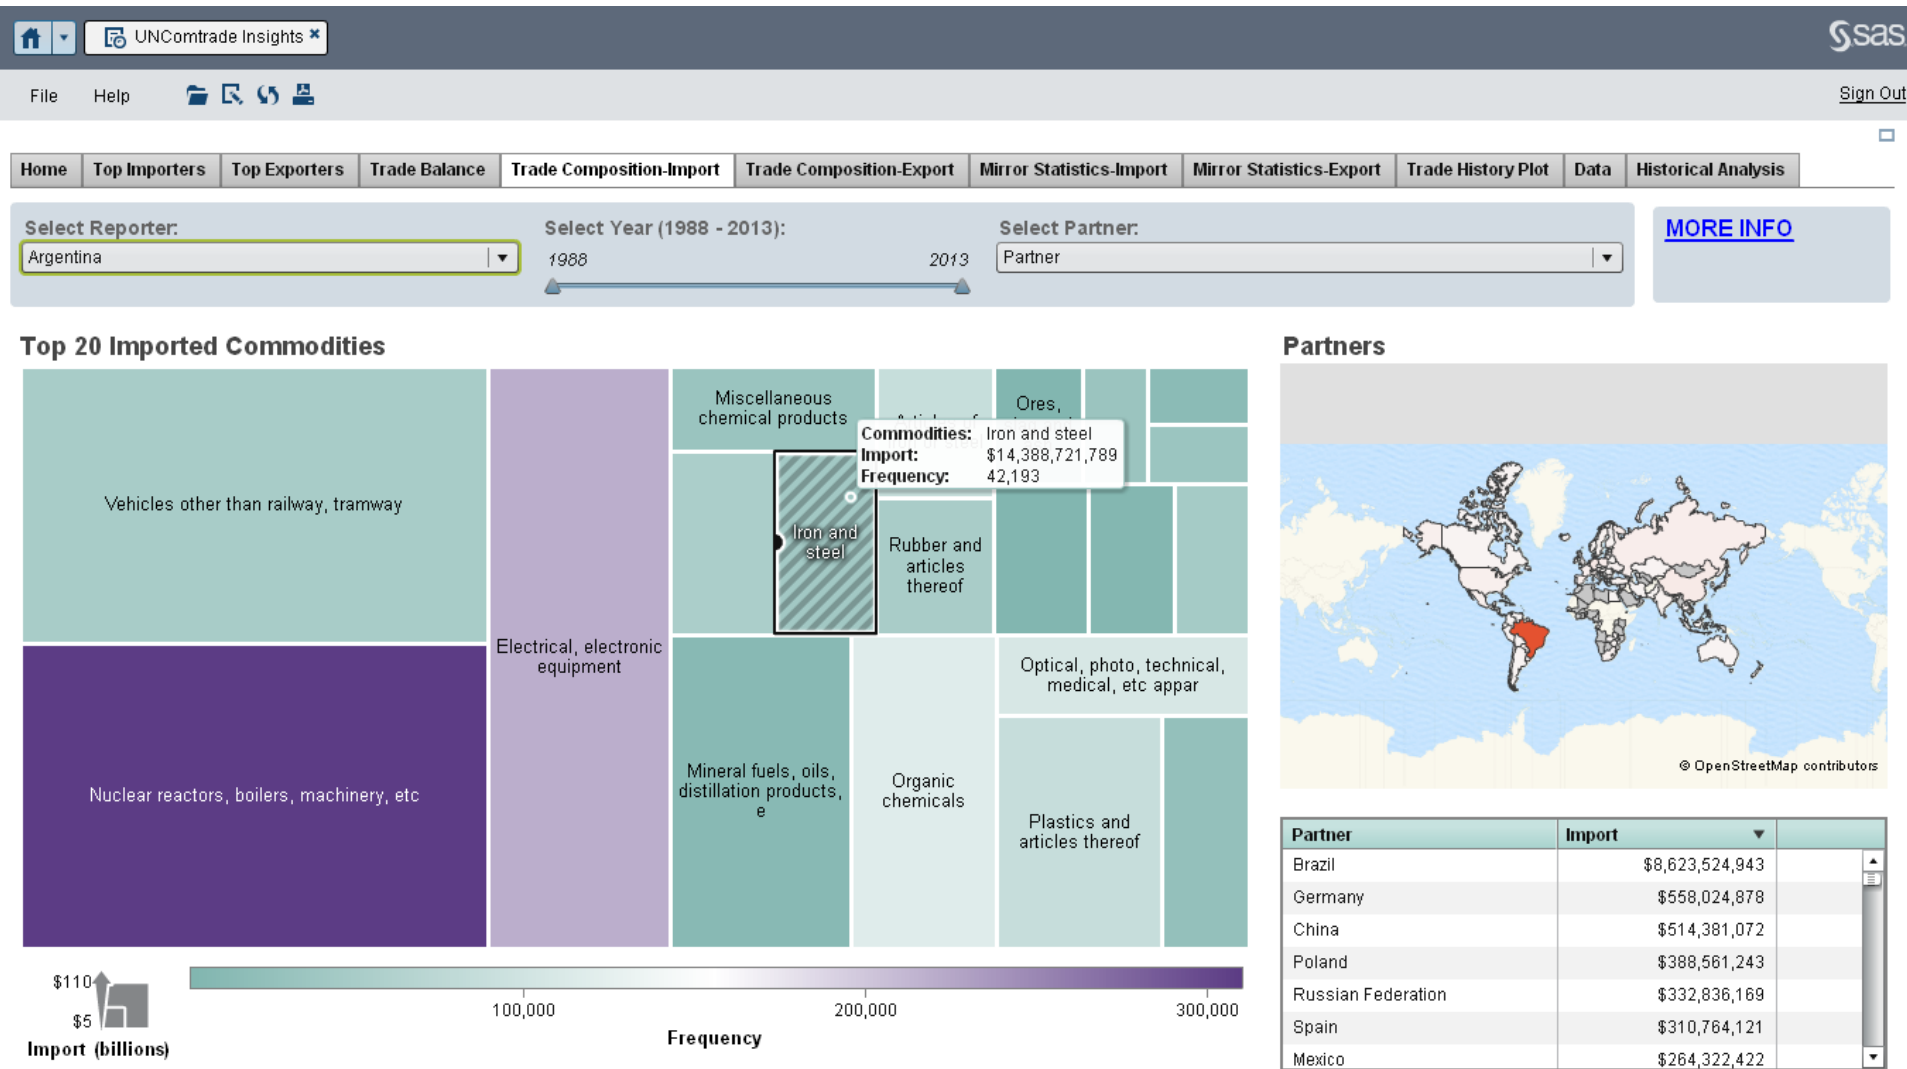 UNComtrade Insights ×
sas
File Help
Sign Out
Home Top Importers Top Exporters Trade Balance Trade Composition-Import Trade Composition-Export Mirror Statistics-Import Mirror Statistics-Export Trade History Plot Data Historical Analysis
Select Reporter: Select Year (1988 - 2013): Select Partner: MORE INFO
Argentina 1988 2013 Partner
Top 20 Imported Commodities
Vehicles other than railway, tramway
Nuclear reactors, boilers, machinery, etc
Electrical, electronic
equipment
Miscellaneous
chemical products
Ores,
Commodities: Iron and steel
Import: $14,388,721,789
Frequency: 42,193
Iron and
steel
Rubber and
articles
thereof
Mineral fuels, oils,
distillation products,
e
Organic
chemicals
Optical, photo, technical,
medical, etc appar
Plastics and
articles thereof
$110
$5
Import (billions)
100,000 200,000 300,000
Frequency
Partners
© OpenStreetMap contributors
Partner Import
Brazil $8,623,524,943
Germany $558,024,878
China $514,381,072
Poland $388,561,243
Russian Federation $332,836,169
Spain $310,764,121
Mexico $264,322,422